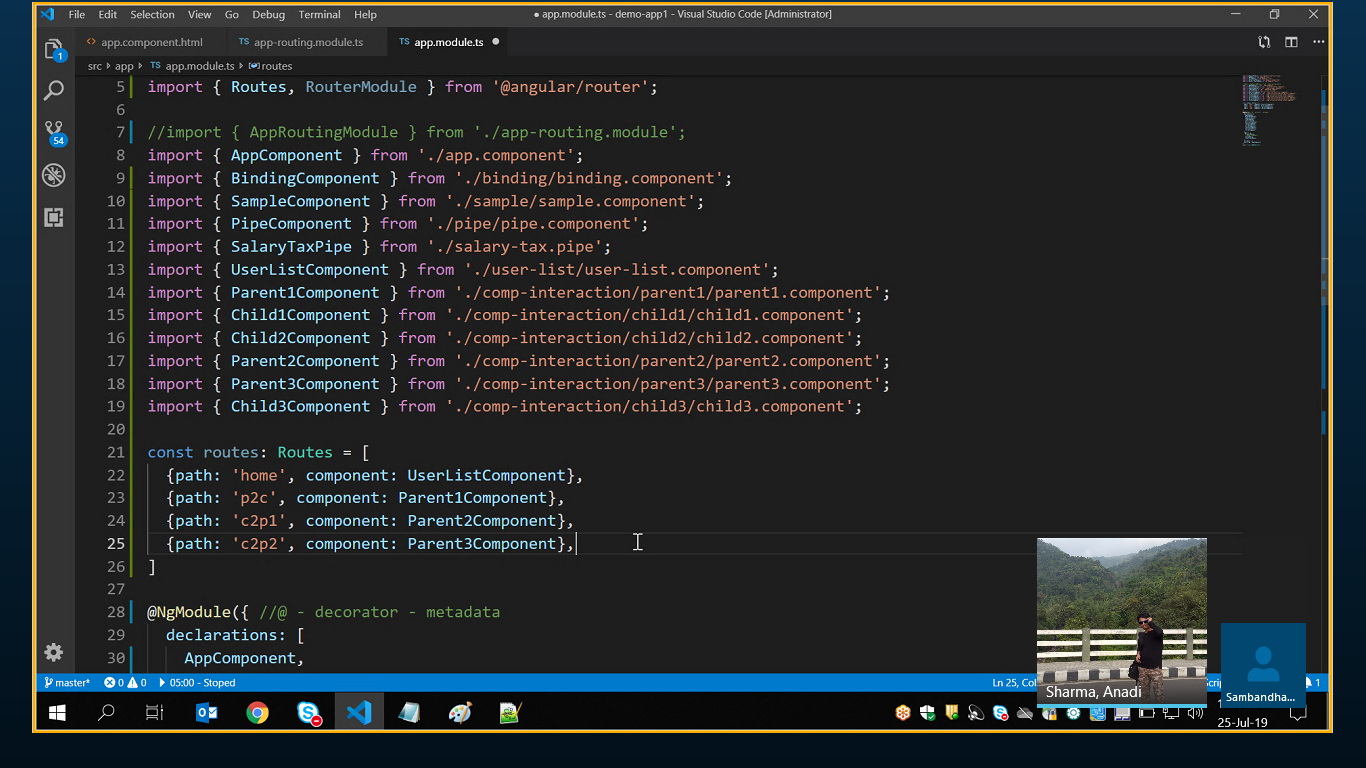 File Edit Selection View Go Debug Terminal Help
● app.module.ts - demo-app1 - Visual Studio Code [Administrator]
<> app.component.html TS app-routing.module.ts TS app.module.ts ●
src > app > TS app.module.ts > routes
1
54
5 import { Routes, RouterModule } from '@angular/router';
6
7 //import { AppRoutingModule } from './app-routing.module';
8 import { AppComponent } from './app.component';
9 import { BindingComponent } from './binding/binding.component';
10 import { SampleComponent } from './sample/sample.component';
11 import { PipeComponent } from './pipe/pipe.component';
12 import { SalaryTaxPipe } from './salary-tax.pipe';
13 import { UserListComponent } from './user-list/user-list.component';
14 import { Parent1Component } from './comp-interaction/parent1/parent1.component';
15 import { Child1Component } from './comp-interaction/child1/child1.component';
16 import { Child2Component } from './comp-interaction/child2/child2.component';
17 import { Parent2Component } from './comp-interaction/parent2/parent2.component';
18 import { Parent3Component } from './comp-interaction/parent3/parent3.component';
19 import { Child3Component } from './comp-interaction/child3/child3.component';
20
21 const routes: Routes = [
22 {path: 'home', component: UserListComponent},
23 {path: 'p2c', component: Parent1Component},
24 {path: 'c2p1', component: Parent2Component},
25 {path: 'c2p2', component: Parent3Component},
26 ]
27
28 @NgModule({ //@ - decorator - metadata
29 declarations: [
30 AppComponent,
master* 0 0 05:00 - Stoped
Ln 25, Col
1
Sharma, Anadi
Sambandha...
25-Jul-19